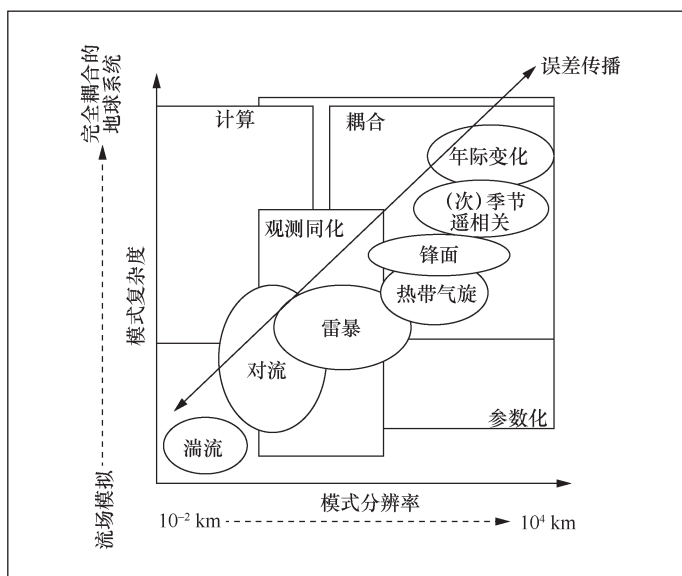 完全耦合的
地球系统
模式复杂度
流场模拟
误差传播
计算
耦合
年际变化
(次)季节
遥相关
观测同化
锋面
热带气旋
雷暴
对流
参数化
湍流
模式分辨率
10⁻² km
10⁴ km